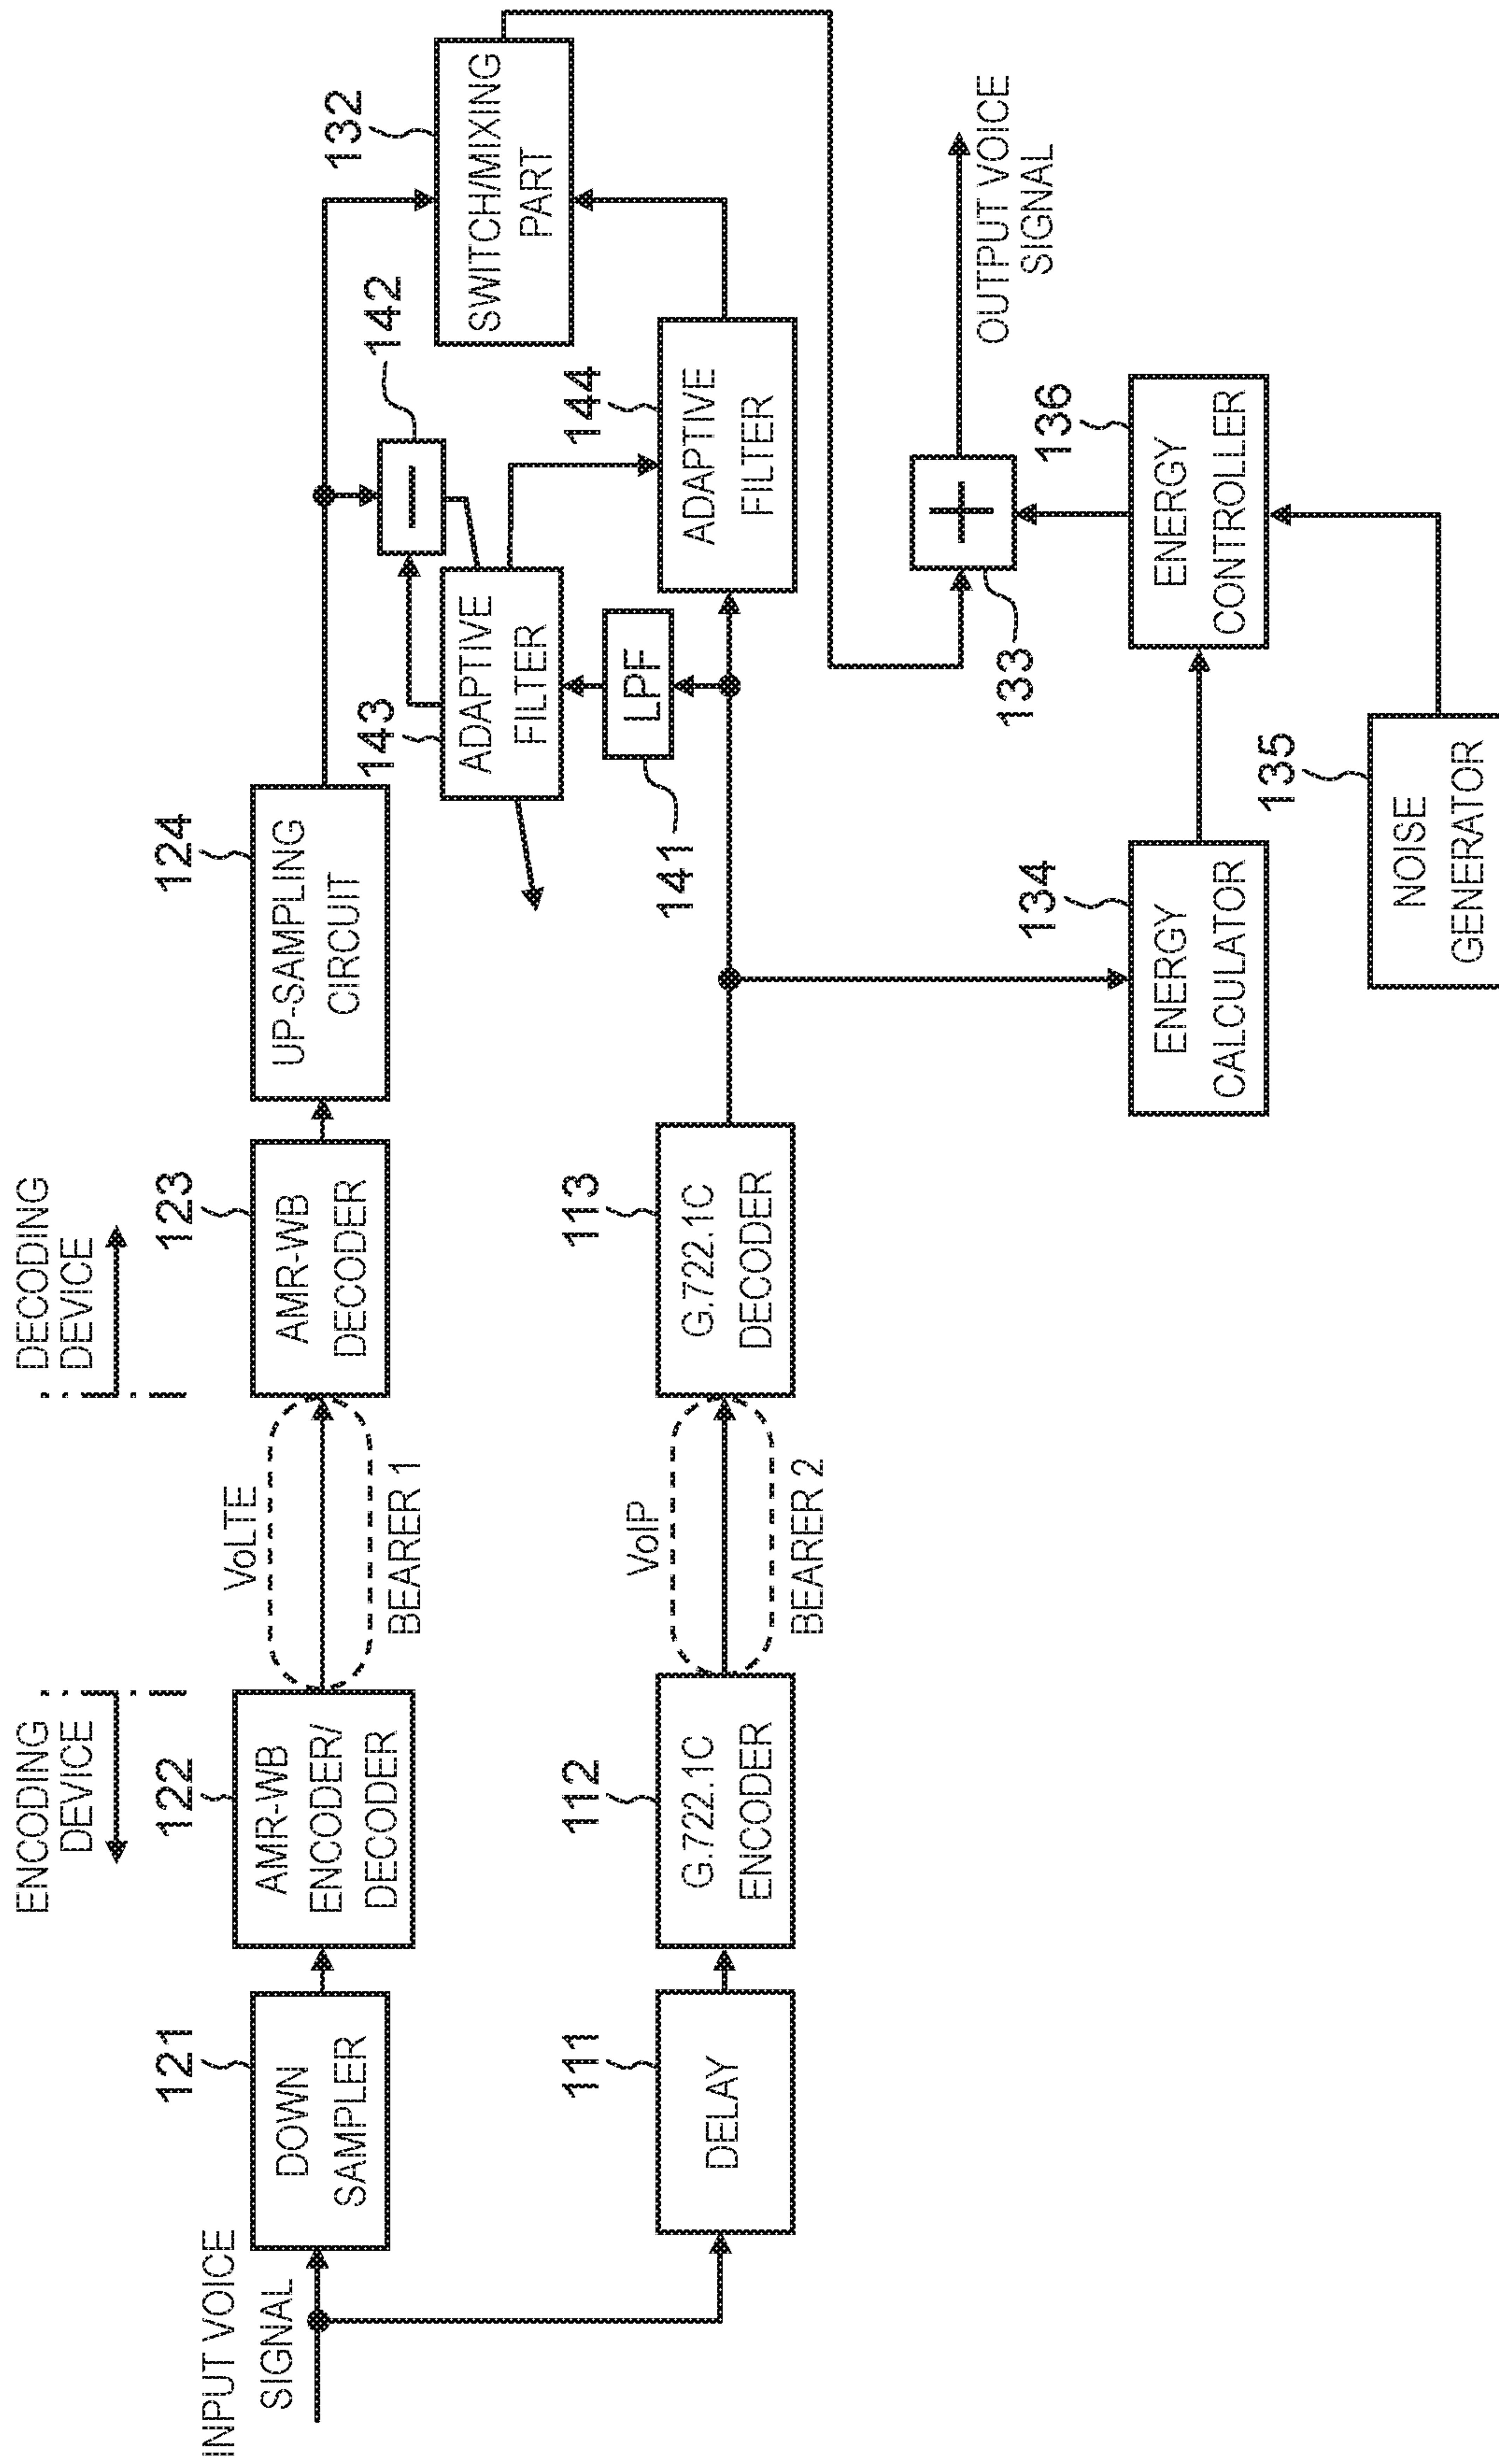 ENCODING
DEVICE
DECODING
DEVICE
INPUT VOICE
SIGNAL
121
DOWN
SAMPLER
122
AMR-WB
ENCODER/
DECODER
VoLTE
BEARER 1
123
AMR-WB
DECODER
124
UP-SAMPLING
CIRCUIT
142
−
132
SWITCH/MIXING
PART
143
ADAPTIVE
FILTER
141
LPF
144
ADAPTIVE
FILTER
111
DELAY
112
G.722.1C
ENCODER
VoIP
BEARER 2
113
G.722.1C
DECODER
133
+
OUTPUT VOICE
SIGNAL
134
ENERGY
CALCULATOR
136
ENERGY
CONTROLLER
135
NOISE
GENERATOR